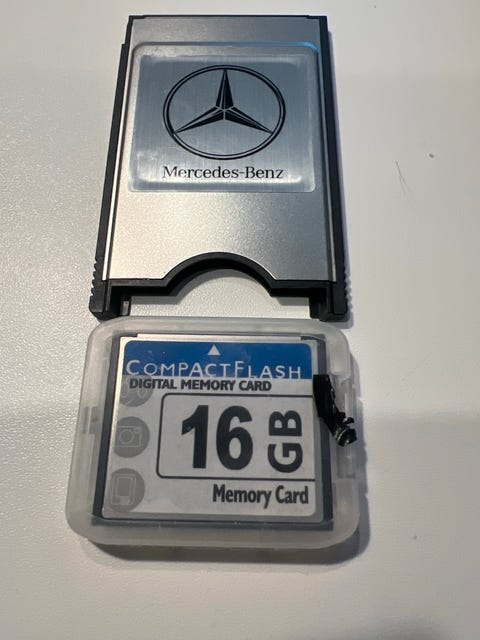 Mercedes-Benz
COMPACTFLASH
DIGITAL MEMORY CARD
16 GB
Memory Card